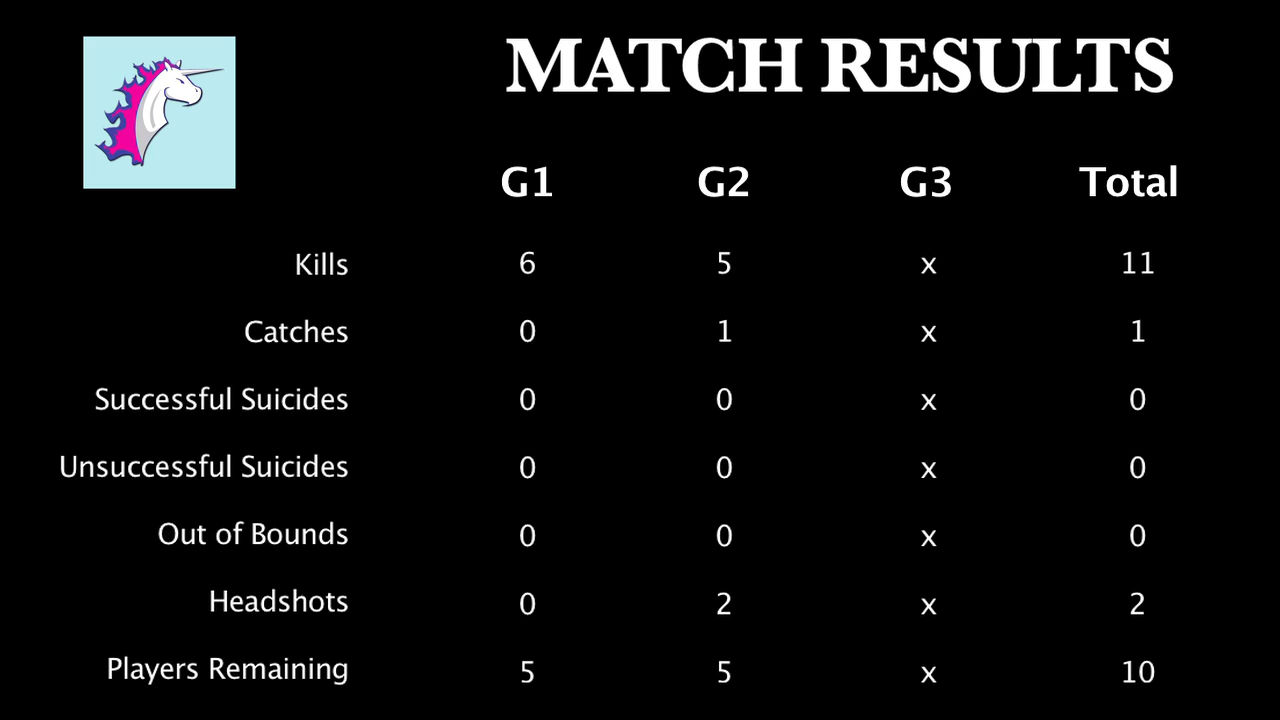 MATCH RESULTS
G1 G2 G3 Total
Kills 6 5 x 11
Catches 0 1 x 1
Successful Suicides 0 0 x 0
Unsuccessful Suicides 0 0 x 0
Out of Bounds 0 0 x 0
Headshots 0 2 x 2
Players Remaining 5 5 x 10